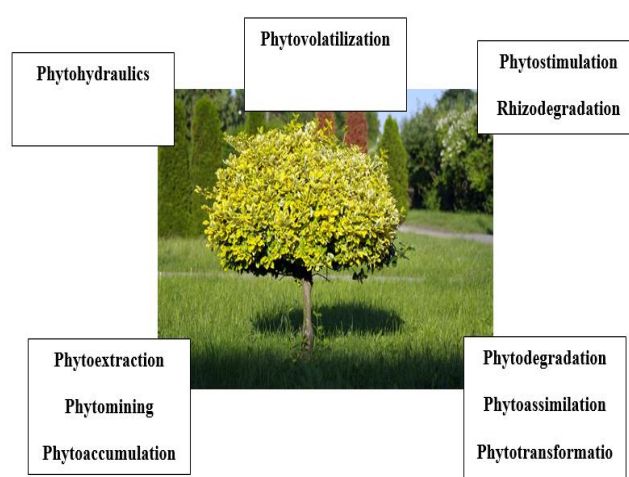 Phytovolatilization
Phytohydraulics
Phytostimulation
Rhizodegradation
Phytoextraction
Phytomining
Phytoaccumulation
Phytodegradation
Phytoassimilation
Phytotransformatio